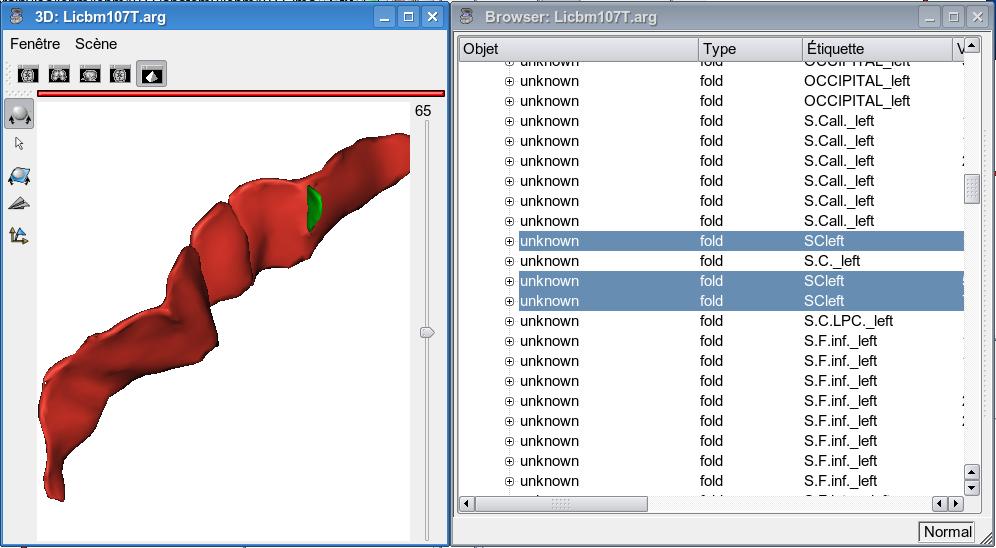 3D: Licbm107T.arg
Fenêtre Scène
65
Browser: Licbm107T.arg
Objet Type Étiquette
unknown fold OCCIPITAL_left
unknown fold OCCIPITAL_left
unknown fold OCCIPITAL_left
unknown fold S.Call._left
unknown fold S.Call._left
unknown fold S.Call._left
unknown fold S.Call._left
unknown fold S.Call._left
unknown fold S.Call._left
unknown fold SCleft
unknown fold S.C._left
unknown fold SCleft
unknown fold SCleft
unknown fold S.C.LPC._left
unknown fold S.F.inf._left
unknown fold S.F.inf._left
unknown fold S.F.inf._left
unknown fold S.F.inf._left
unknown fold S.F.inf._left
unknown fold S.F.inf._left
unknown fold S.F.inf._left
unknown fold S.F.inf._left
Normal